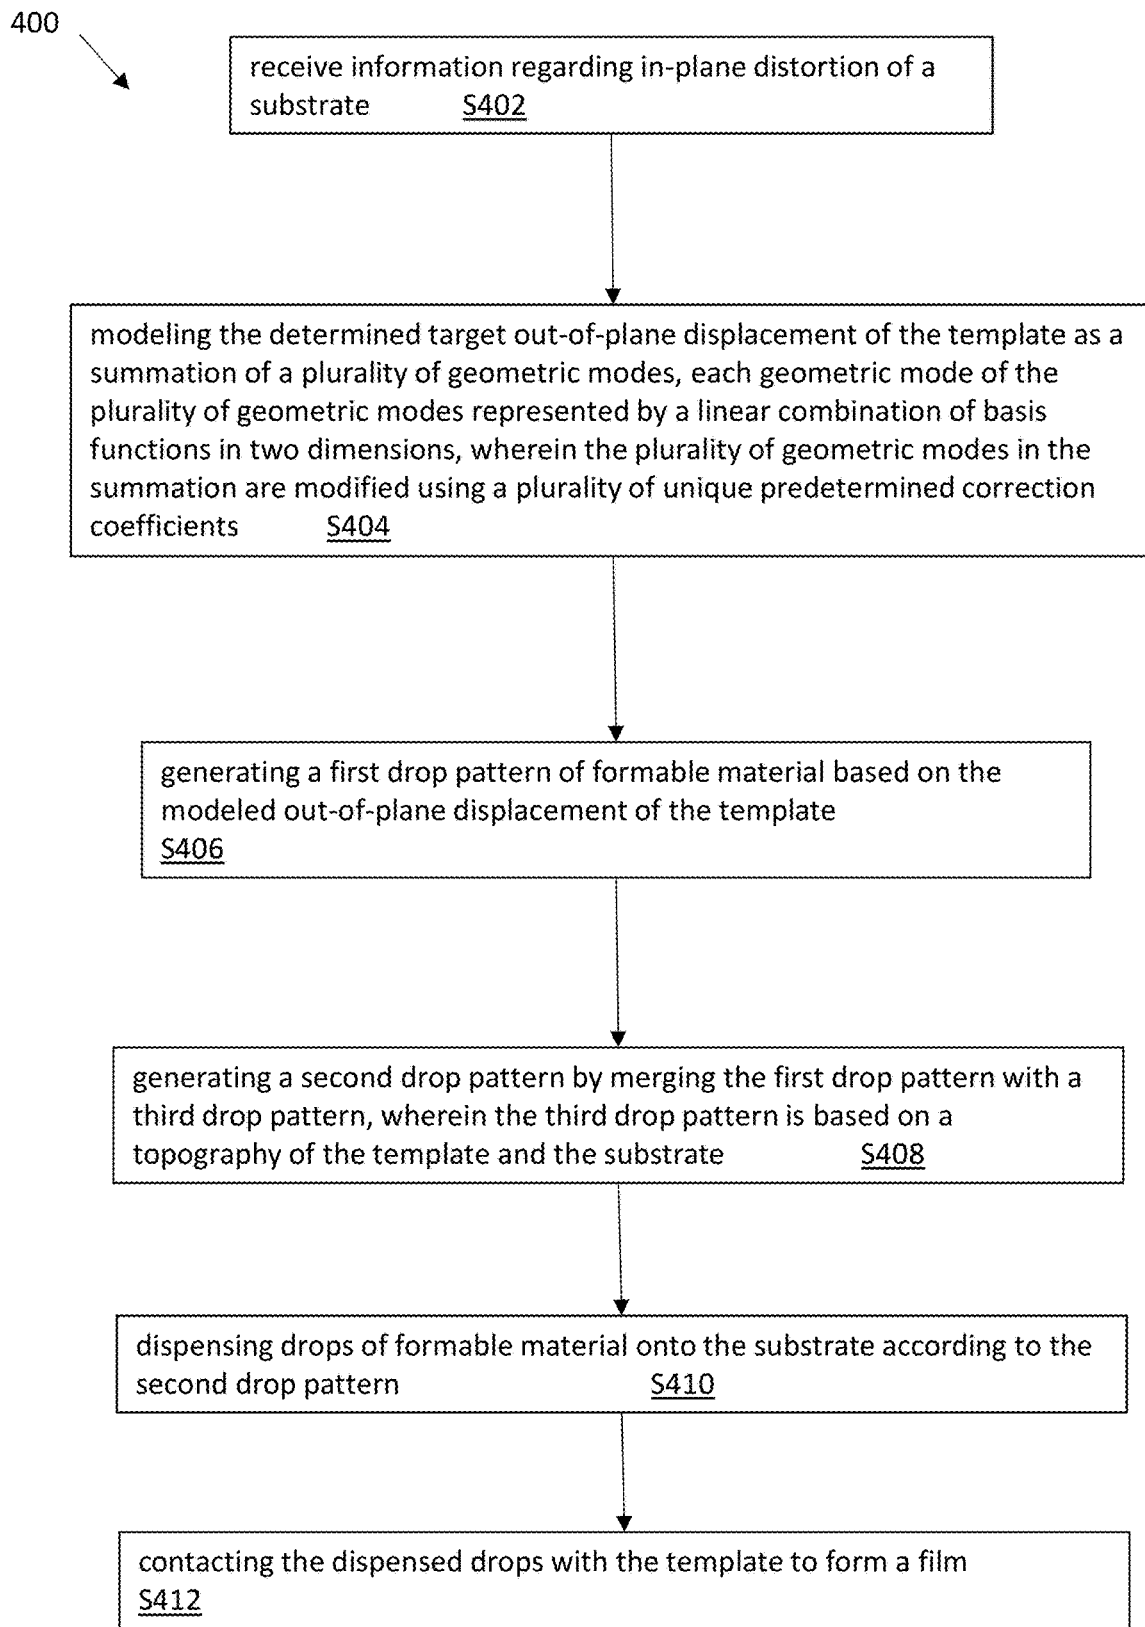 400
receive information regarding in-plane distortion of a
substrate S402
modeling the determined target out-of-plane displacement of the template as a
summation of a plurality of geometric modes, each geometric mode of the
plurality of geometric modes represented by a linear combination of basis
functions in two dimensions, wherein the plurality of geometric modes in the
summation are modified using a plurality of unique predetermined correction
coefficients S404
generating a first drop pattern of formable material based on the
modeled out-of-plane displacement of the template
S406
generating a second drop pattern by merging the first drop pattern with a
third drop pattern, wherein the third drop pattern is based on a
topography of the template and the substrate S408
dispensing drops of formable material onto the substrate according to the
second drop pattern S410
contacting the dispensed drops with the template to form a film
S412